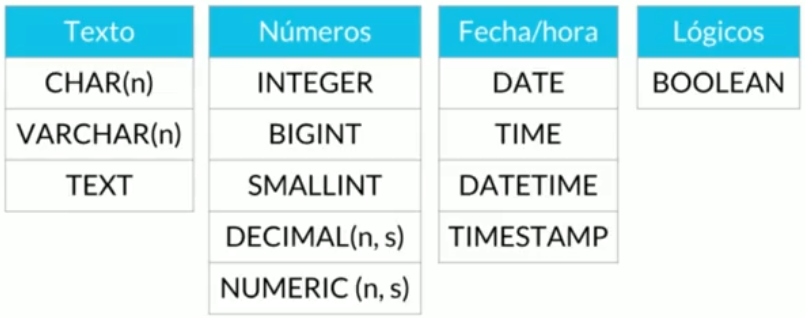 Texto
CHAR(n)
VARCHAR(n)
TEXT
Números
INTEGER
BIGINT
SMALLINT
DECIMAL(n, s)
NUMERIC (n, s)
Fecha/hora
DATE
TIME
DATETIME
TIMESTAMP
Lógicos
BOOLEAN